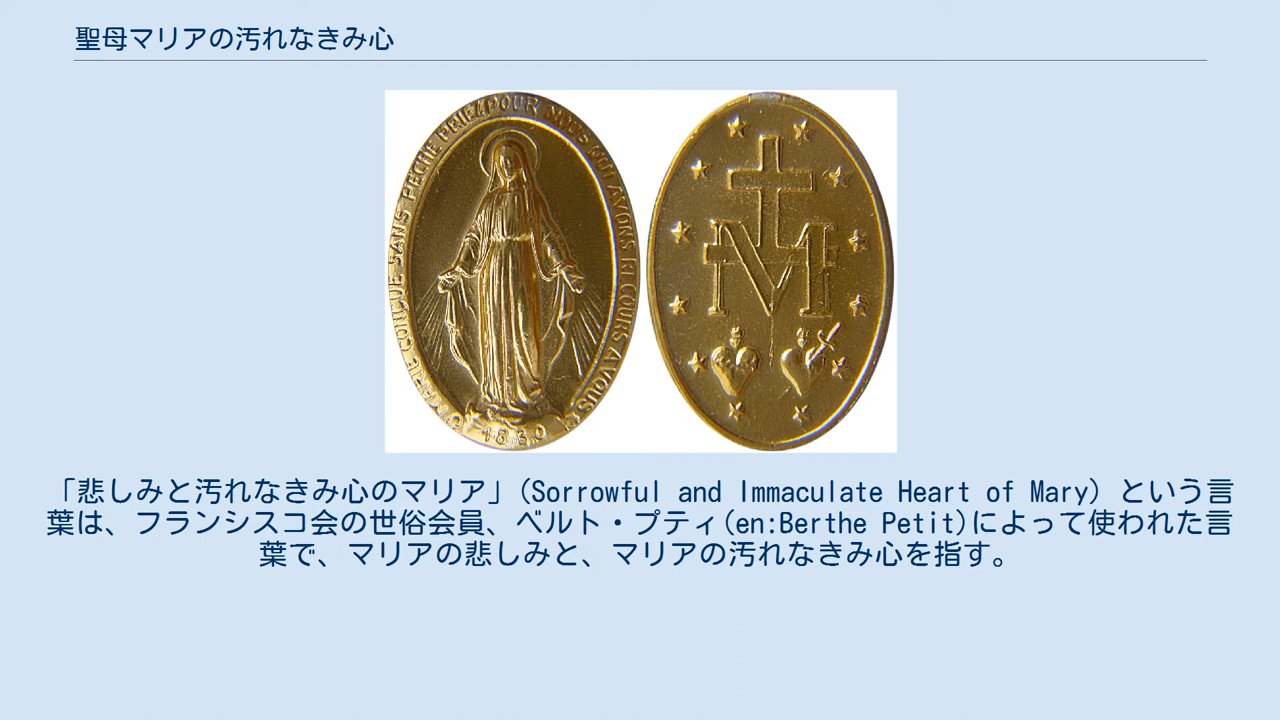 聖母マリアの汚れなきみ心
O MARIE CONÇUE SANS PECHE PRIEZ POUR NOUS QUI AVONS RECOURS A VOUS
1830
M
「悲しみと汚れなきみ心のマリア」(Sorrowful and Immaculate Heart of Mary) という言
葉は、フランシスコ会の世俗会員、ベルト・プティ(en:Berthe Petit)によって使われた言
葉で、マリアの悲しみと、マリアの汚れなきみ心を指す。